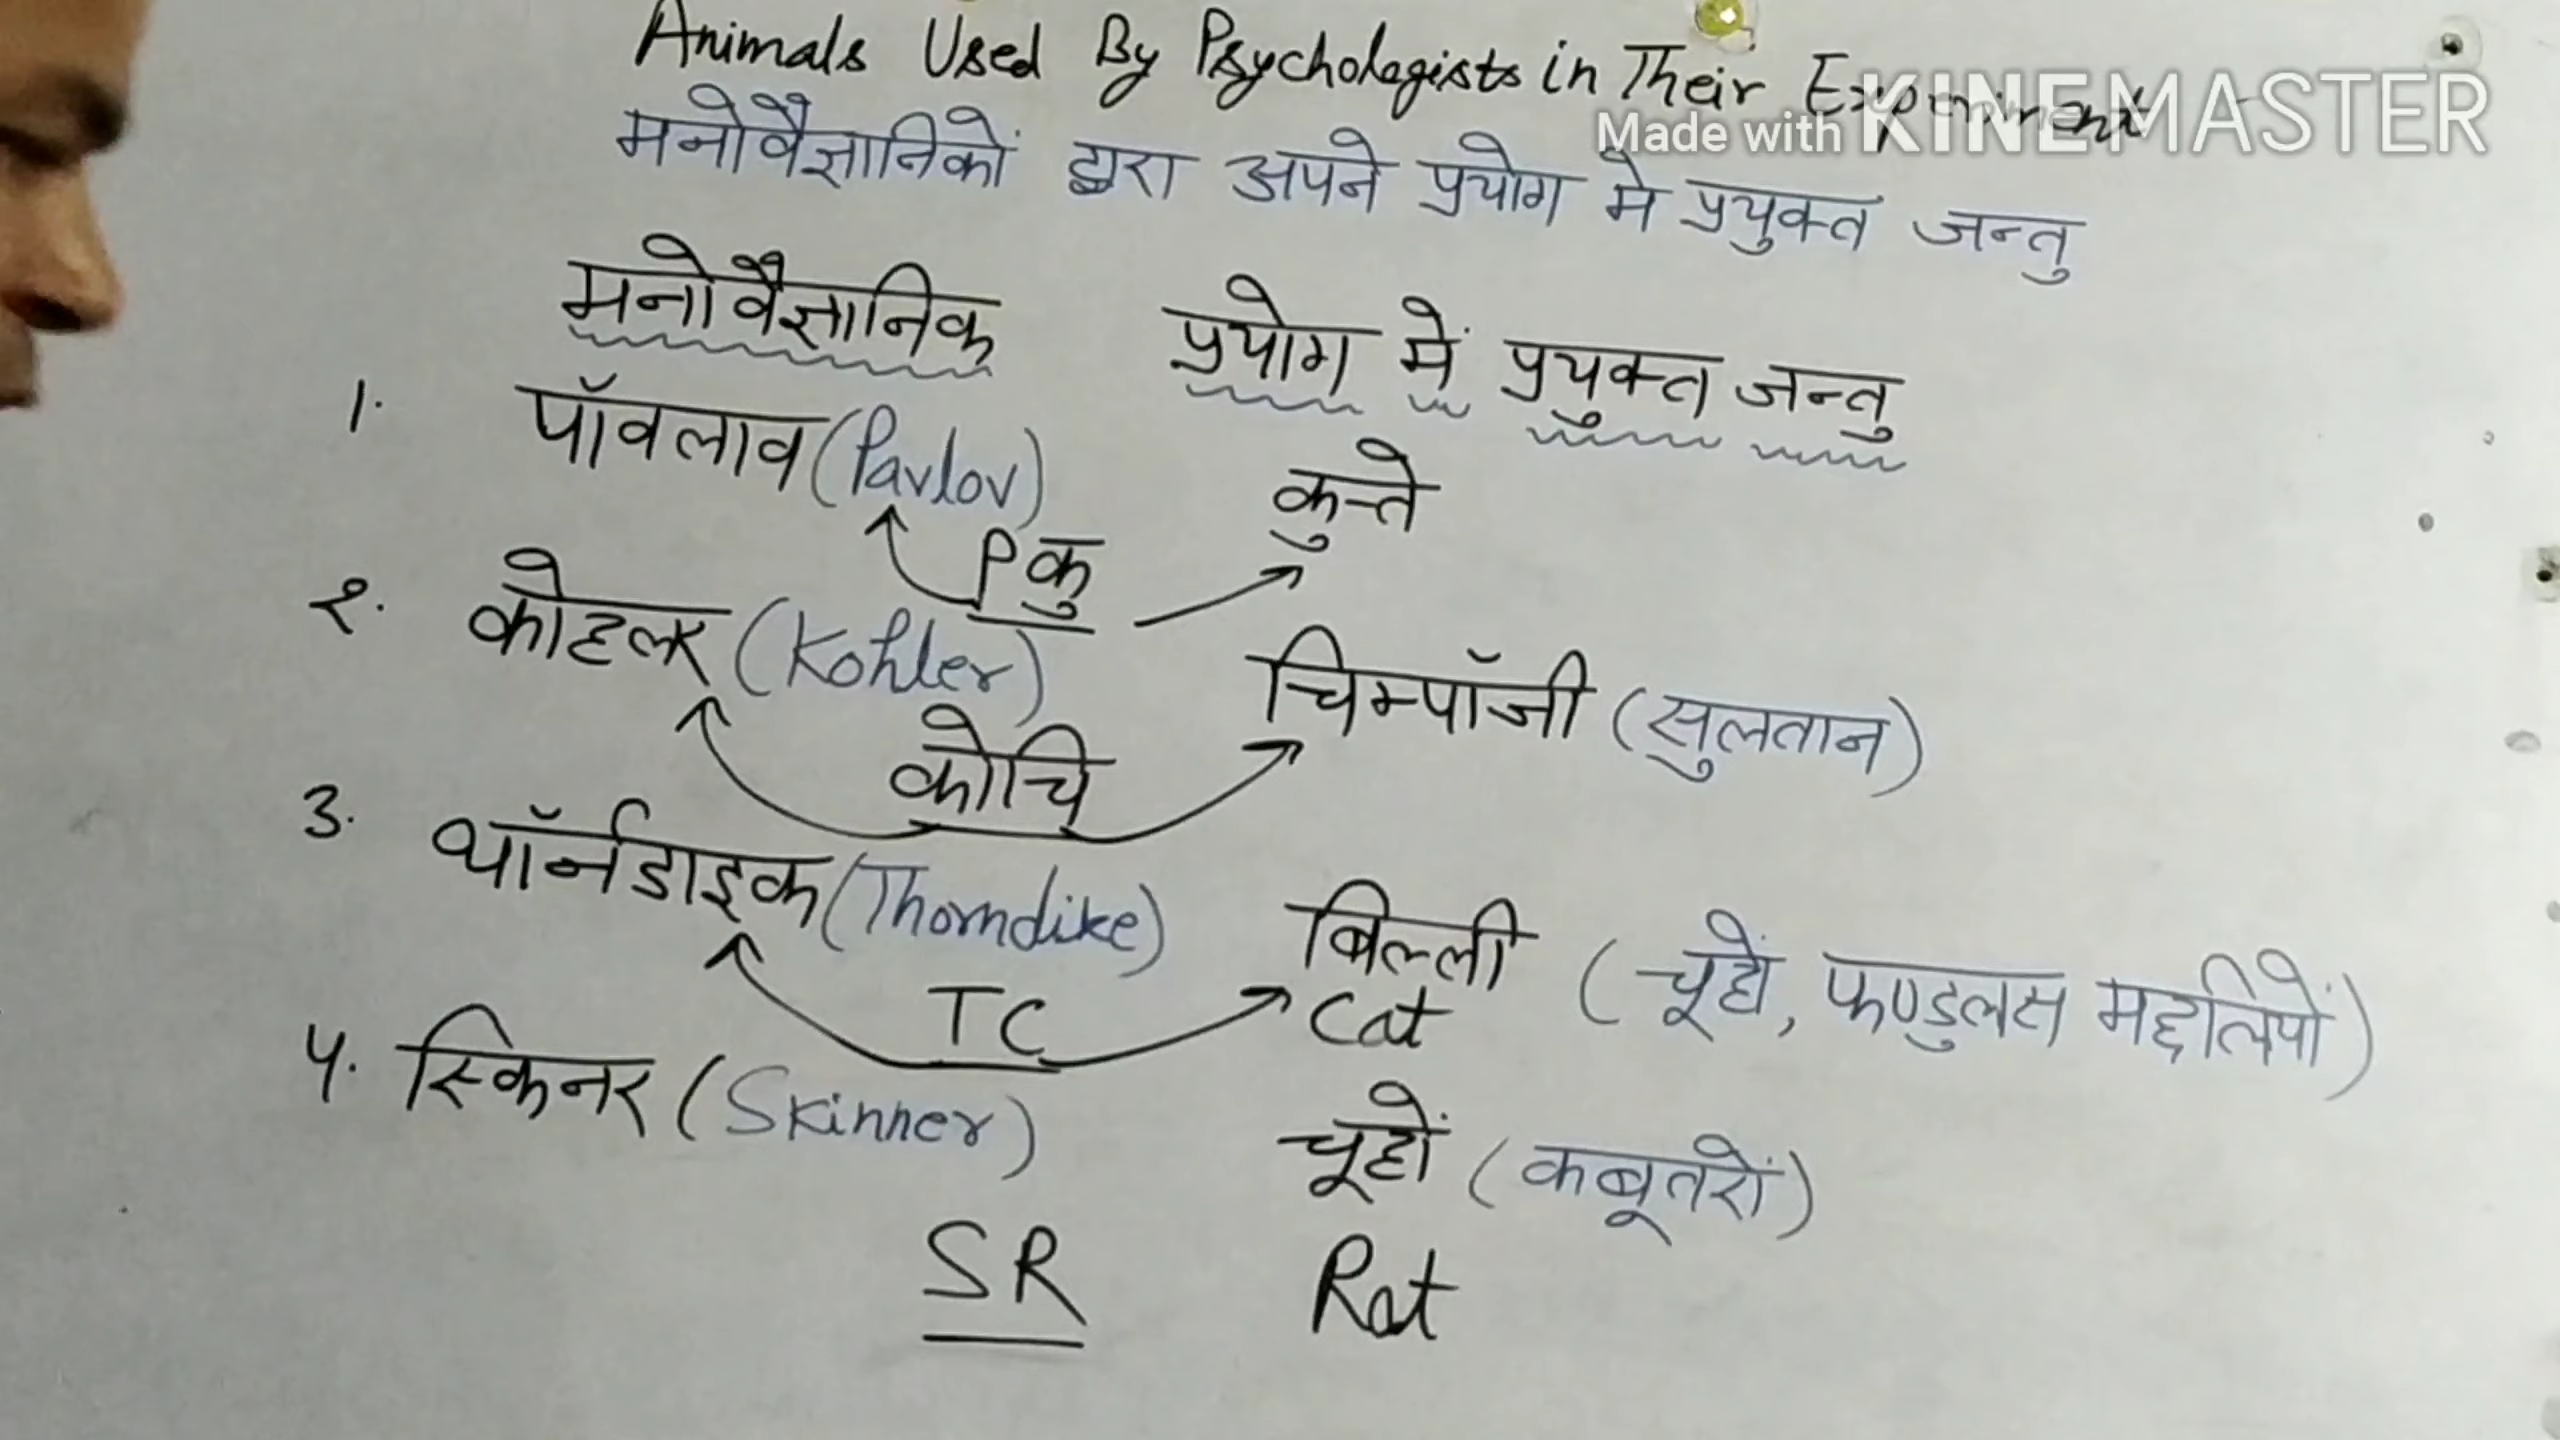 Animals Used By Psychologists in Their Experiment
Made with KINEMASTER
मनोवैज्ञानिकों द्वारा अपने प्रयोग मे प्रयुक्त जन्तु
मनोवैज्ञानिक प्रयोग में प्रयुक्त जन्तु
1. पॉवलाव (Pavlov) कुत्ते
Pकु
२. कोहलर (Kohler) चिम्पॉजी (सुलतान)
कोचि
3. थॉर्नडाइक (Thorndike) बिल्ली (चूहों, फण्डुलस मछलियों)
TC Cat
4. स्किनर (Skinner) चूहों (कबूतरों)
SR Rat